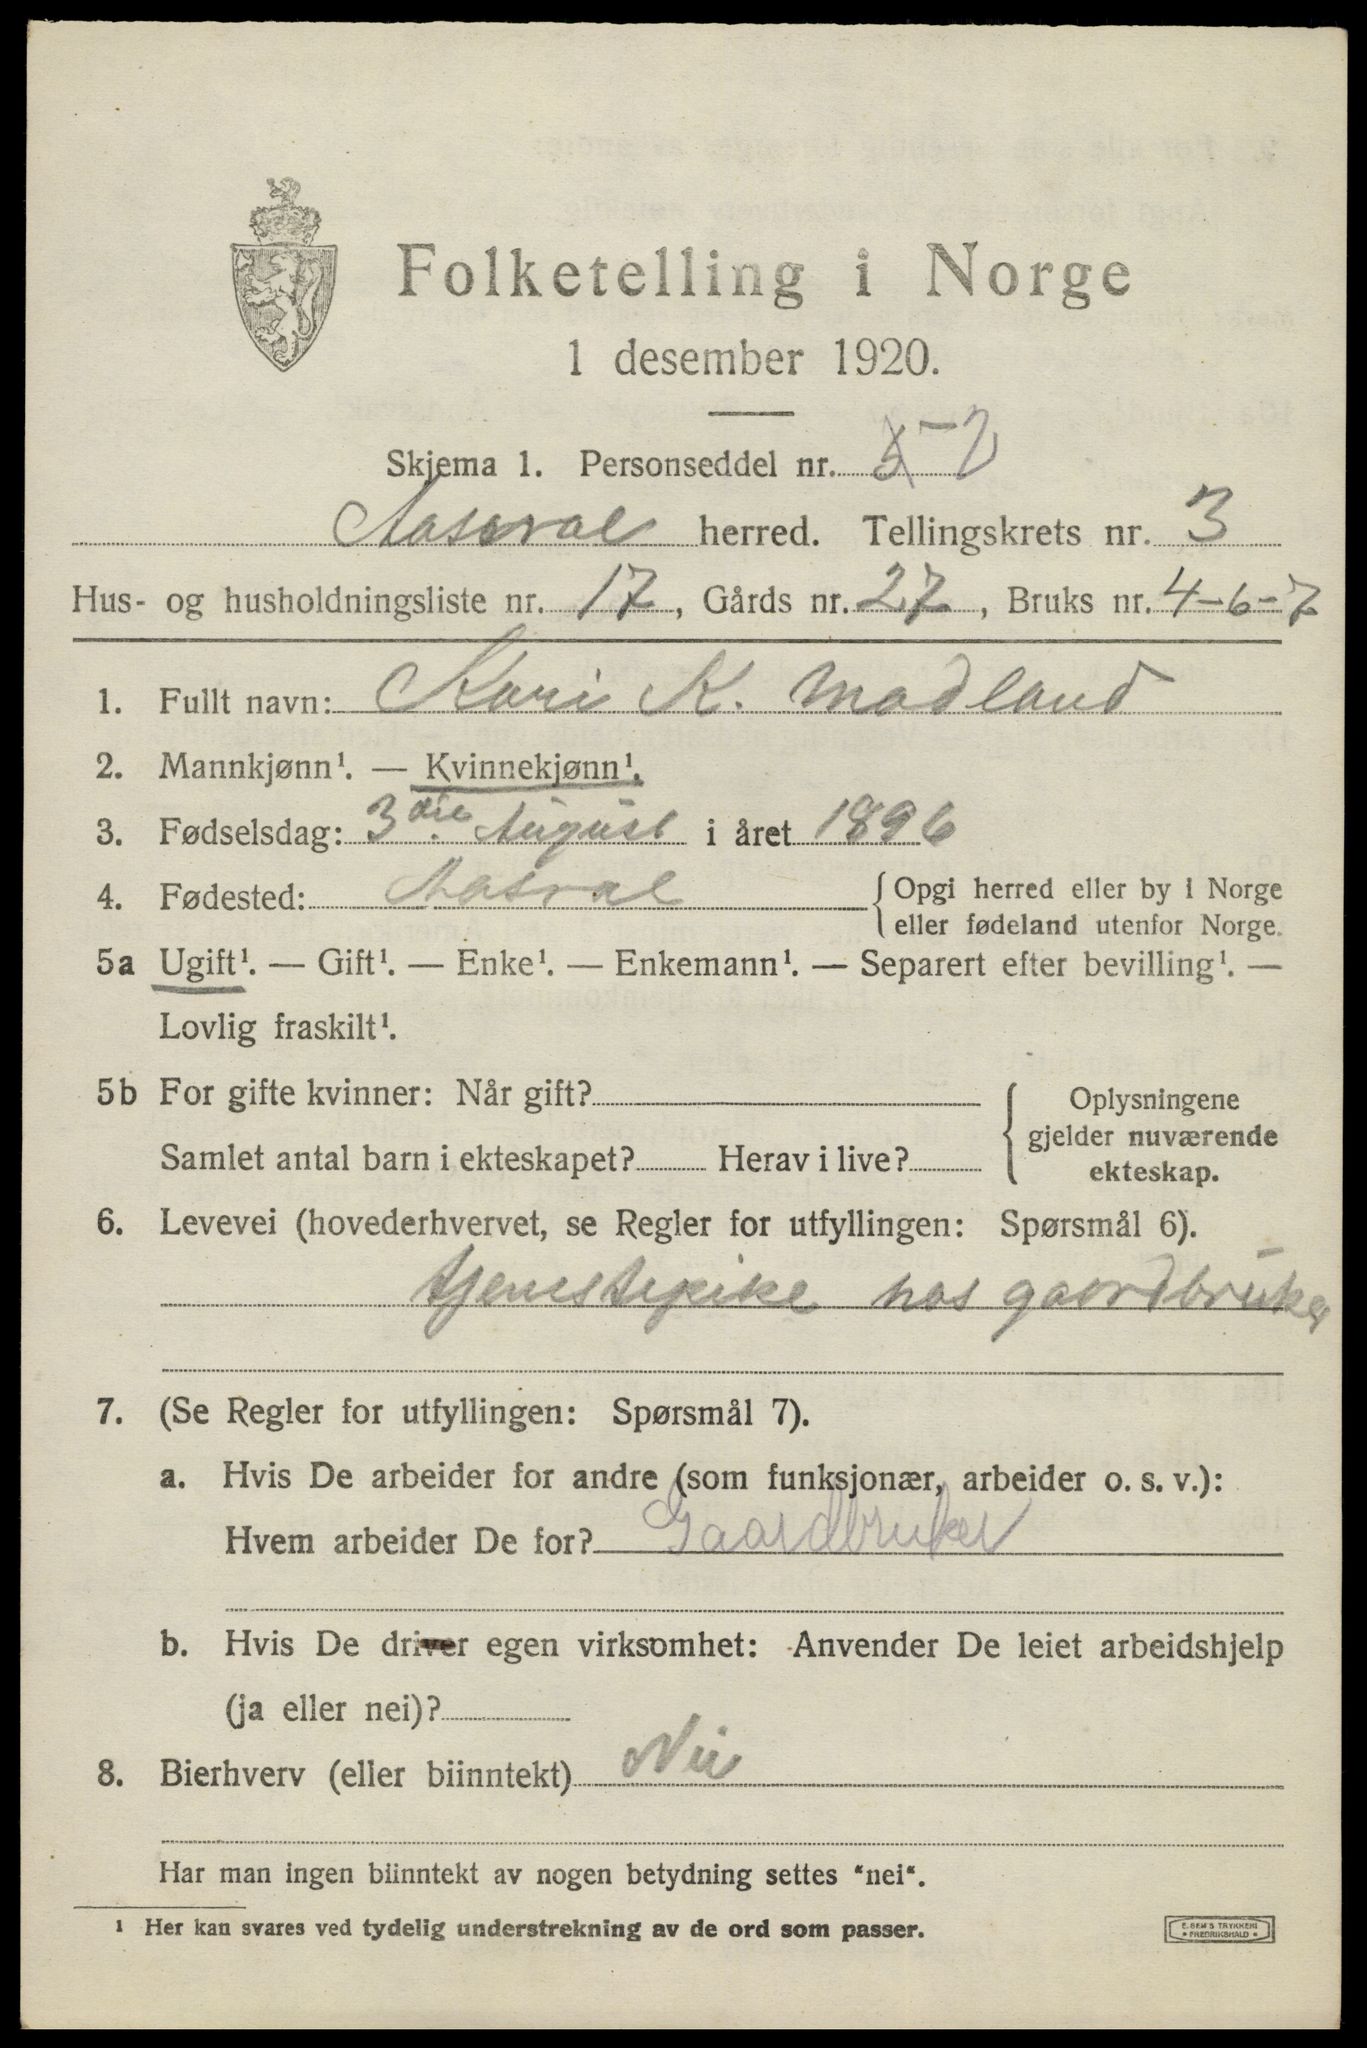 Folketelling i Norge
1 desember 1920.
Skjema 1. Personseddel nr. 2
Aaseral herred. Tellingskrets nr. 3
Hus- og husholdningsliste nr. 17, Gårds nr. 27, Bruks nr. 4-6-7
1. Fullt navn: Kari K. Madland
2. Mannkjønn¹. — Kvinnekjønn¹.
3. Fødselsdag: 3die August i året 1896
4. Fødested: Aaseral {Opgi herred eller by i Norge
eller fødeland utenfor Norge.
5a Ugift¹. — Gift¹. — Enke¹. — Enkemann¹. — Separert efter bevilling¹. —
Lovlig fraskilt¹.
5b For gifte kvinner: Når gift? { Oplysningene
gjelder nuværende
Samlet antal barn i ekteskapet? Herav i live?
ekteskap.
6. Levevei (hovederhvervet, se Regler for utfyllingen: Spørsmål 6).
tjenestepike hos gaardbruker
7. (Se Regler for utfyllingen: Spørsmål 7).
a. Hvis De arbeider for andre (som funksjonær, arbeider o. s. v.):
Hvem arbeider De for? Gaardbruker
b. Hvis De driver egen virksomhet: Anvender De leiet arbeidshjelp
(ja eller nei)?
8. Bierhverv (eller biinntekt) Nei
Har man ingen biinntekt av nogen betydning settes "nei".
¹ Her kan svares ved tydelig understrekning av de ord som passer.
E. SEM'S TRYKKERI
FREDRIKSHALD